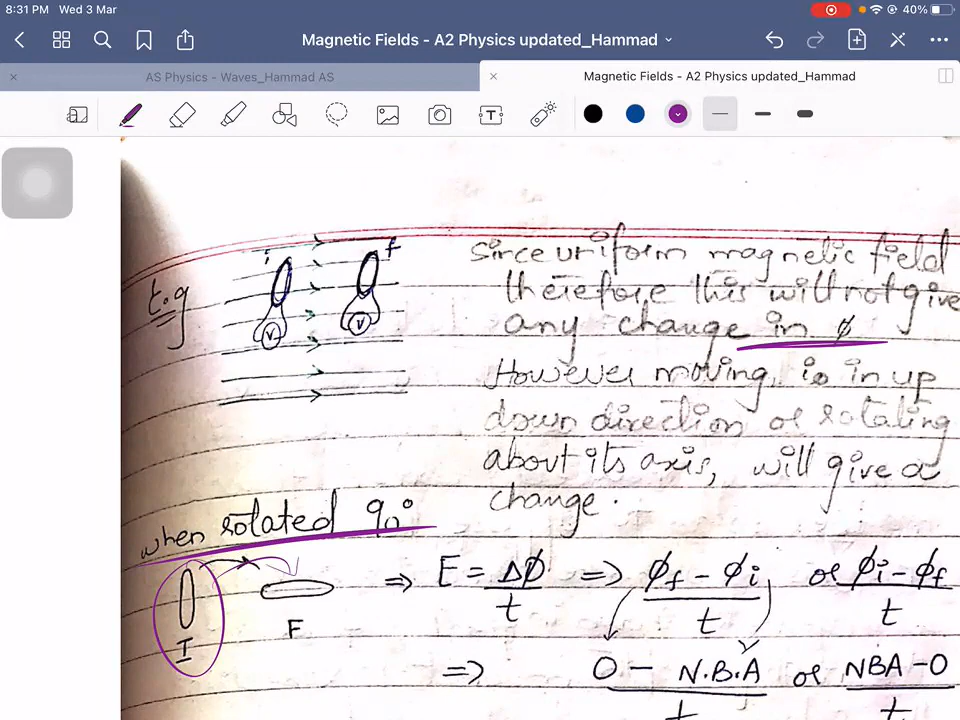 8:31 PM Wed 3 Mar
40%
Magnetic Fields - A2 Physics updated_Hammad
AS Physics - Waves_Hammad AS
Magnetic Fields - A2 Physics updated_Hammad
T
E.g
i
f
V
V
Since uniform magnetic field
therefore this will not give
any change in ϕ
However moving, is in up
down direction or rotating
about its axis, will give a
change.
when rotated 90°
I
F
⇒ E = Δϕ/t ⇒ ϕf - ϕi/t or ϕi - ϕf/t
⇒ 0 - N.B.A/t or NBA - 0/t